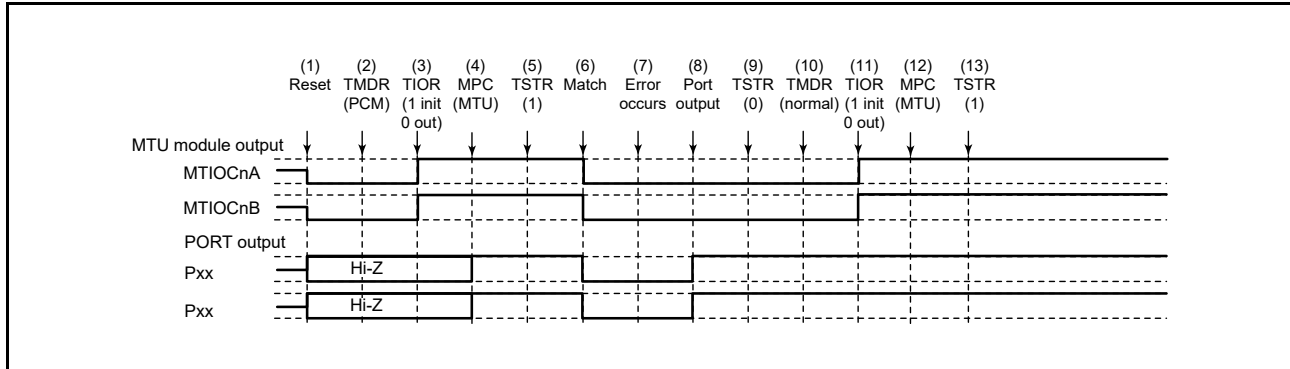 (1) (2) (3) (4) (5) (6) (7) (8) (9) (10) (11) (12) (13)
Reset TMDR TIOR MPC TSTR Match Error Port TSTR TMDR TIOR MPC TSTR
(PCM) (1 init (MTU) (1) occurs output (0) (normal) (1 init (MTU) (1)
0 out) 0 out)
MTU module output
MTIOCnA
MTIOCnB
PORT output
Pxx Hi-Z
Pxx Hi-Z